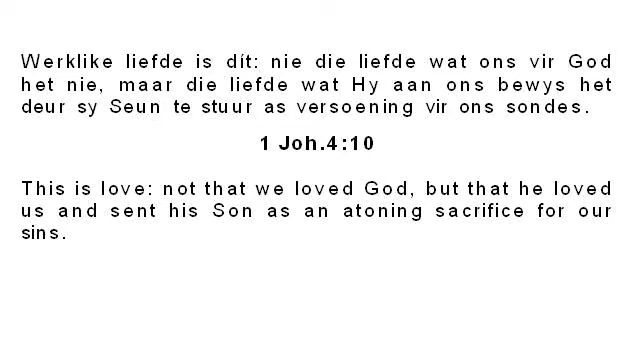 Werklike liefde is dít: nie die liefde wat ons vir God
het nie, maar die liefde wat Hy aan ons bewys het
deur sy Seun te stuur as versoening vir ons sondes.
1 Joh.4:10
This is love: not that we loved God, but that he loved
us and sent his Son as an atoning sacrifice for our
sins.